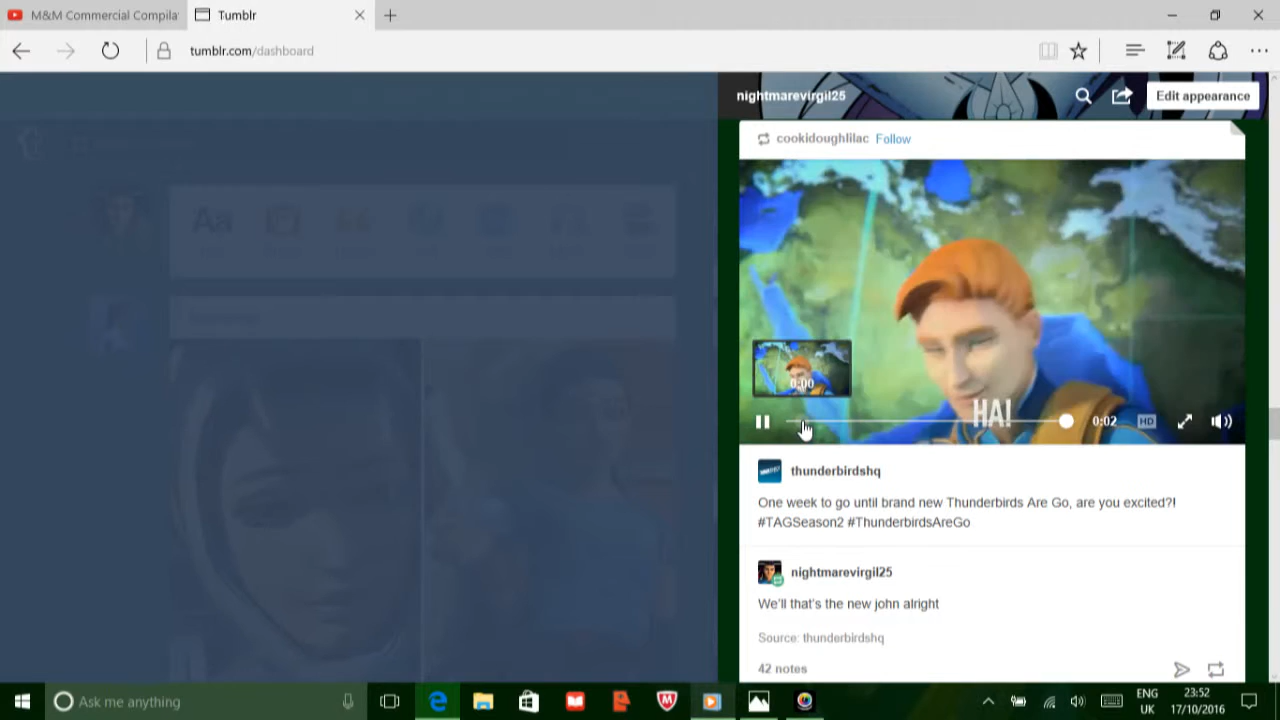 M&M Commercial Compila
Tumblr
tumblr.com/dashboard
nightmarevirgil25
Edit appearance
cookidoughlilac Follow
Aa
0:00
HA!
0:02
HD
thunderbirdshq
One week to go until brand new Thunderbirds Are Go, are you excited?!
#TAGSeason2 #ThunderbirdsAreGo
nightmarevirgil25
We'll that's the new john alright
Source: thunderbirdshq
42 notes
Ask me anything
ENG
UK
23:52
17/10/2016